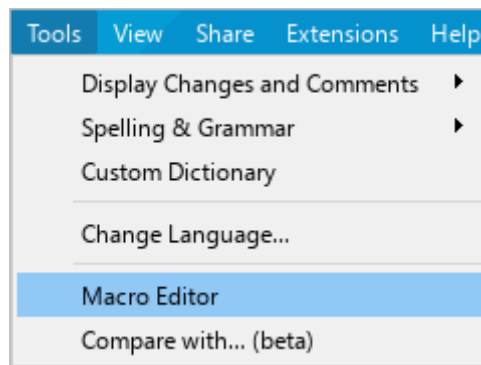 Tools View Share Extensions Help
Display Changes and Comments
Spelling & Grammar
Custom Dictionary
Change Language...
Macro Editor
Compare with... (beta)